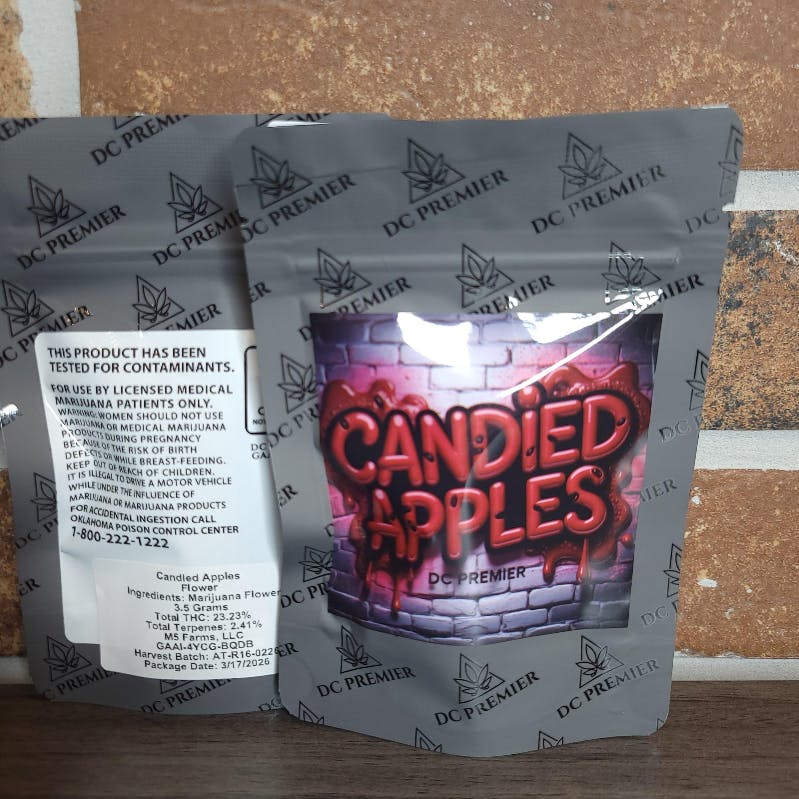 DC PREMIER
THIS PRODUCT HAS BEEN
TESTED FOR CONTAMINANTS.
FOR USE BY LICENSED MEDICAL
MARIJUANA PATIENTS ONLY.
WARNING: WOMEN SHOULD NOT USE
MARIJUANA OR MEDICAL MARIJUANA
PRODUCTS DURING PREGNANCY
BECAUSE OF THE RISK OF BIRTH
DEFECTS OR WHILE BREAST-FEEDING.
KEEP OUT OF REACH OF CHILDREN.
IT IS ILLEGAL TO DRIVE A MOTOR VEHICLE
WHILE UNDER THE INFLUENCE OF
MARIJUANA OR MARIJUANA PRODUCTS
FOR ACCIDENTAL INGESTION CALL
OKLAHOMA POISON CONTROL CENTER
1-800-222-1222
Candied Apples
Flower
Ingredients: Marijuana Flower
3.5 Grams
Total THC: 23.23%
Total Terpenes: 2.41%
M5 Farms, LLC
GAAI-4YCG-BQDB
Harvest Batch: AT-R16-022
Package Date: 3/17/2026
CANDIED
APPLES
DC PREMIER